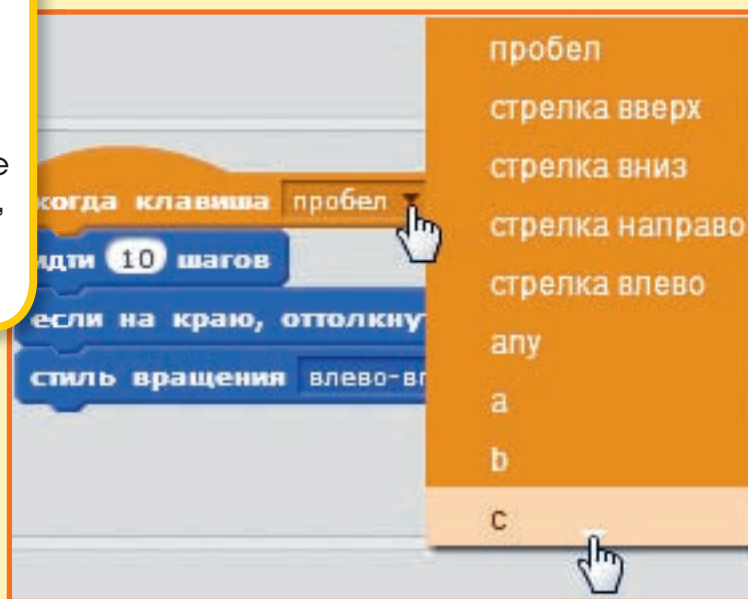 е
,
когда клавиша пробел
идти 10 шагов
если на краю, оттолкну
стиль вращения влево-вп
пробел
стрелка вверх
стрелка вниз
стрелка направо
стрелка влево
any
a
b
c